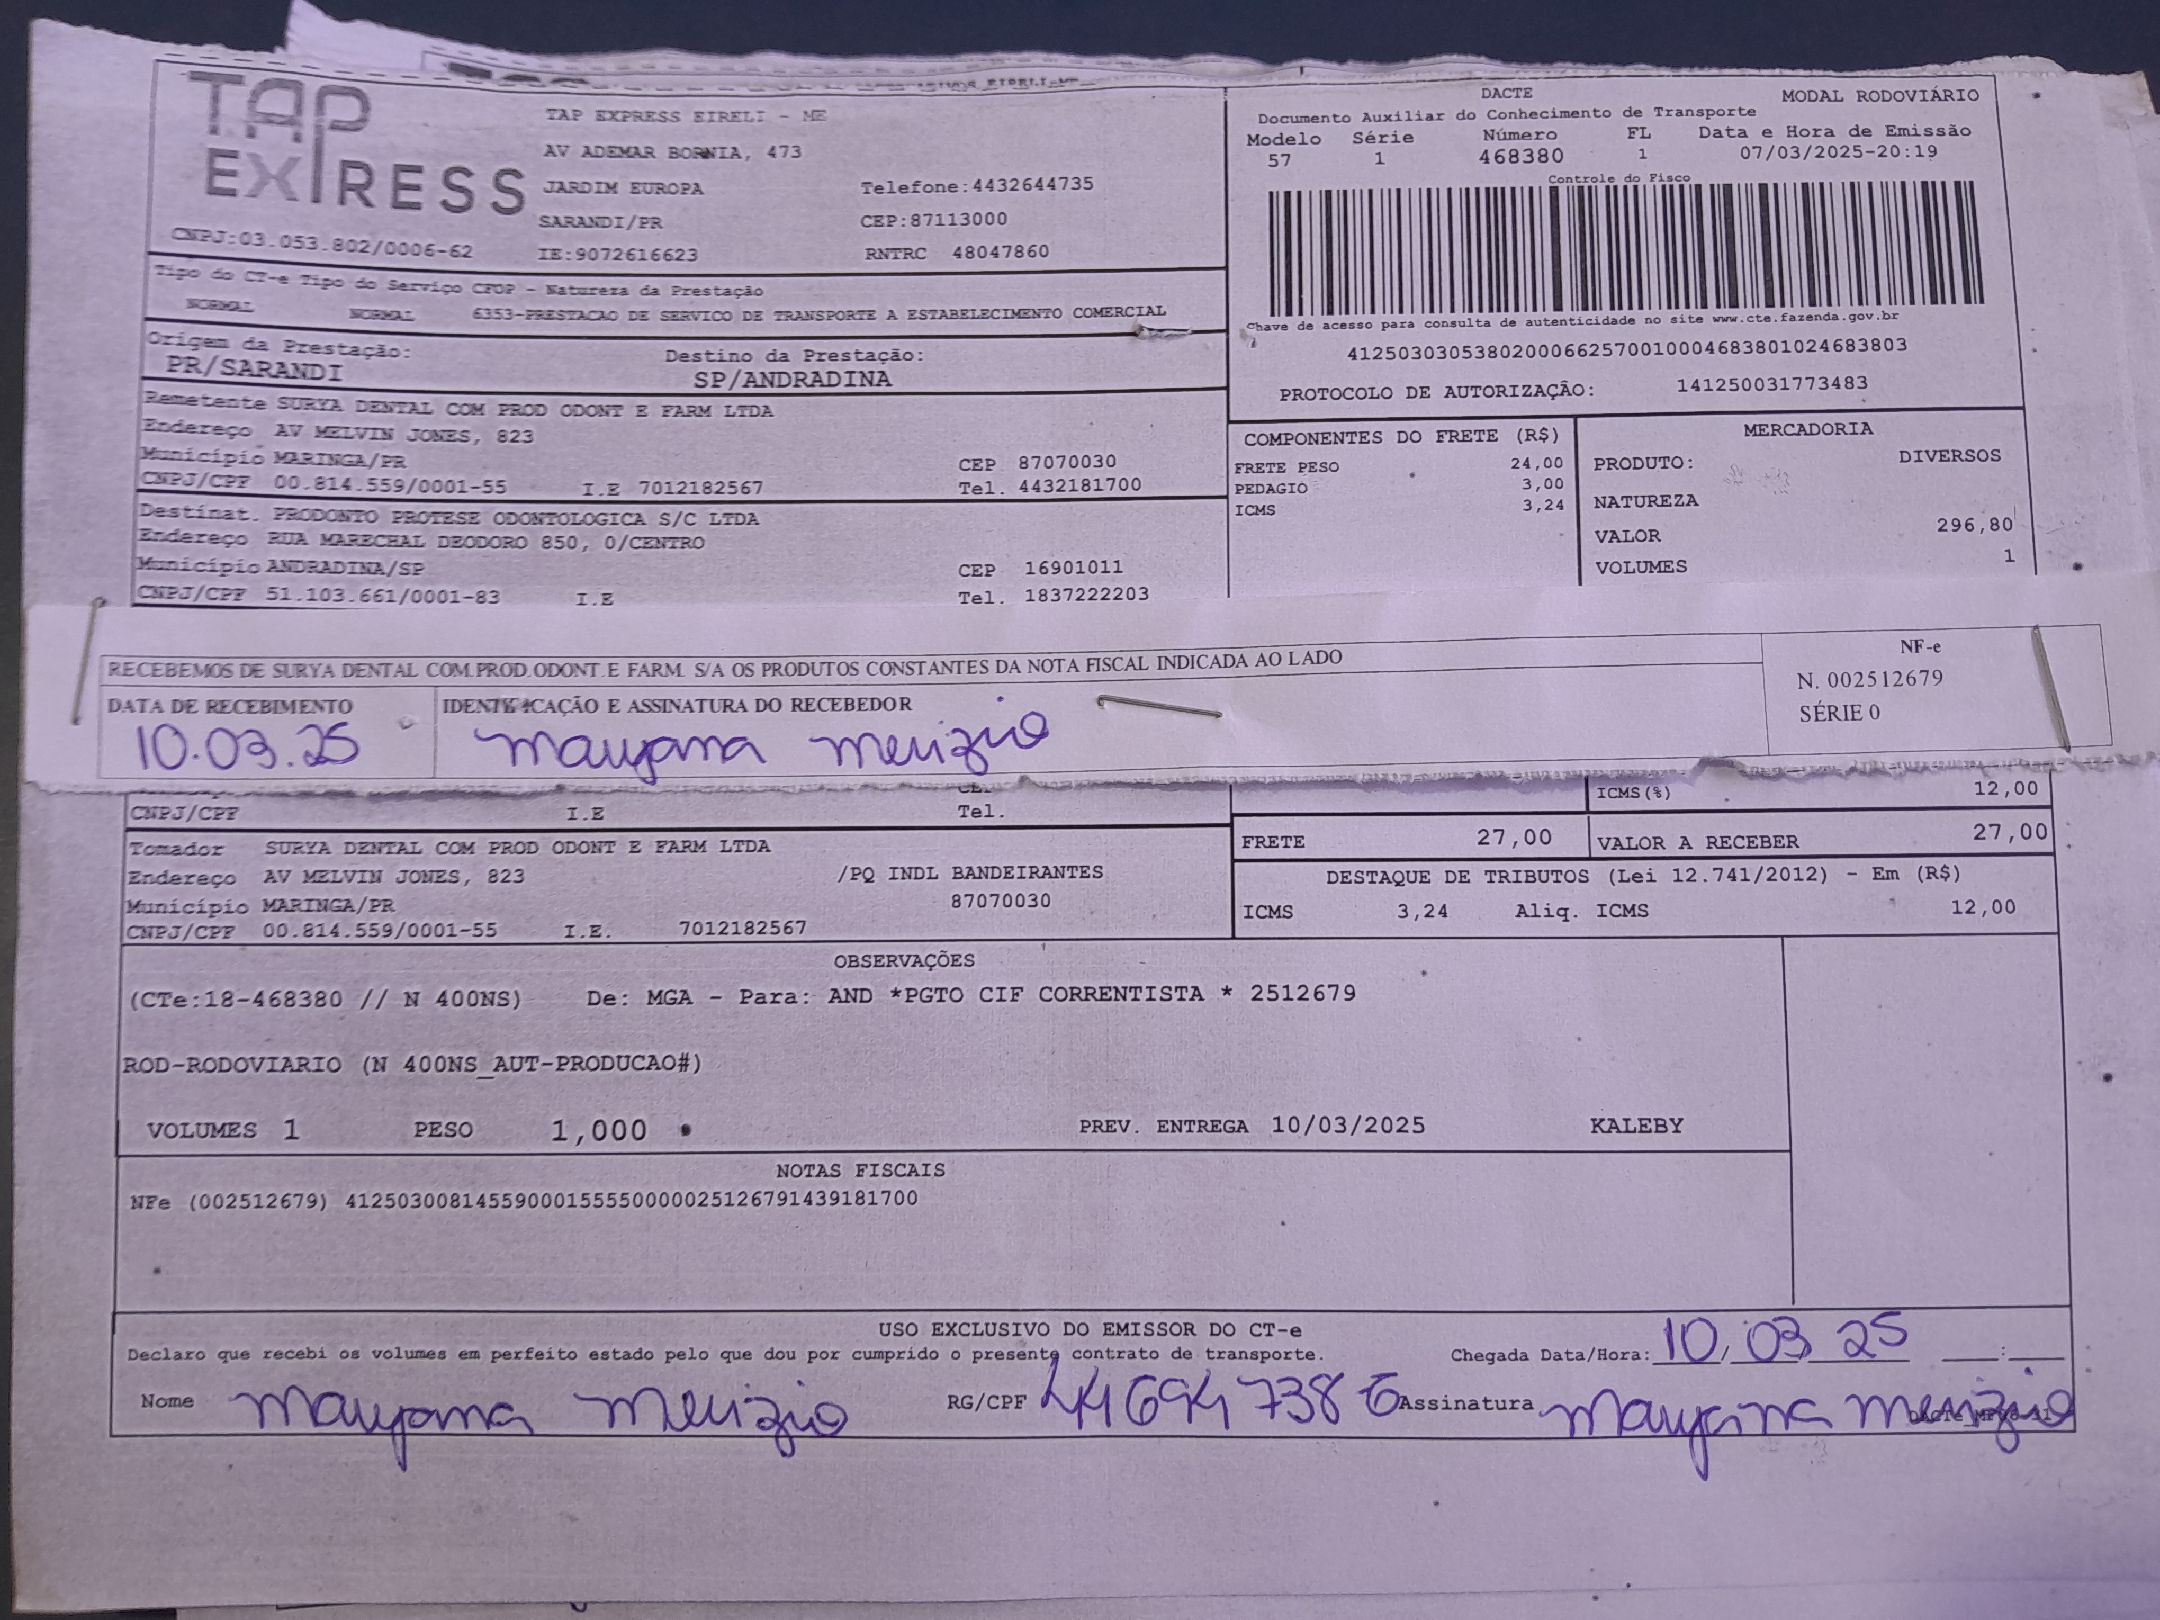 TAP
EXPRESS
TAP EXPRESS EIRELI - ME
AV ADEMAR BORNIA, 473
JARDIM EUROPA Telefone:4432644735
SARANDI/PR CEP:87113000
CNPJ:03.053.802/0006-62 IE:9072616623 RNTRC 48047860
DACTE MODAL RODOVIÁRIO
Documento Auxiliar do Conhecimento de Transporte
Modelo Série Número FL Data e Hora de Emissão
57 1 468380 1 07/03/2025-20:19
Controle do Fisco
Chave de acesso para consulta de autenticidade no site www.cte.fazenda.gov.br
41250303053802000662570010004683801024683803
PROTOCOLO DE AUTORIZAÇÃO: 141250031773483
Tipo do CT-e Tipo do Serviço CFOP - Natureza da Prestação
NORMAL NORMAL 6353-PRESTACAO DE SERVICO DE TRANSPORTE A ESTABELECIMENTO COMERCIAL
Origem da Prestação: Destino da Prestação:
PR/SARANDI SP/ANDRADINA
Remetente SURYA DENTAL COM PROD ODONT E FARM LTDA
Endereço AV MELVIN JONES, 823
Município MARINGA/PR CEP 87070030
CNPJ/CPF 00.814.559/0001-55 I.E 7012182567 Tel. 4432181700
Destinat. PRODONTO PROTESE ODONTOLOGICA S/C LTDA
Endereço RUA MARECHAL DEODORO 850, 0/CENTRO
Município ANDRADINA/SP CEP 16901011
CNPJ/CPF 51.103.661/0001-83 I.E Tel. 1837222203
COMPONENTES DO FRETE (R$)
FRETE PESO 24,00
PEDAGIO 3,00
ICMS 3,24
MERCADORIA
PRODUTO: DIVERSOS
NATUREZA
VALOR 296,80
VOLUMES 1
RECEBEMOS DE SURYA DENTAL COM.PROD.ODONT.E FARM. S/A OS PRODUTOS CONSTANTES DA NOTA FISCAL INDICADA AO LADO
DATA DE RECEBIMENTO IDENTIFICAÇÃO E ASSINATURA DO RECEBEDOR
10.03.25 Mayana Merizio
NF-e
N. 002512679
SÉRIE 0
CNPJ/CPF I.E Tel.
ICMS(%) 12,00
Tomador SURYA DENTAL COM PROD ODONT E FARM LTDA
Endereço AV MELVIN JONES, 823 /PQ INDL BANDEIRANTES
Município MARINGA/PR 87070030
CNPJ/CPF 00.814.559/0001-55 I.E. 7012182567
FRETE 27,00 VALOR A RECEBER 27,00
DESTAQUE DE TRIBUTOS (Lei 12.741/2012) - Em (R$)
ICMS 3,24 Aliq. ICMS 12,00
OBSERVAÇÕES
(CTe:18-468380 // N 400NS) De: MGA - Para: AND *PGTO CIF CORRENTISTA * 2512679
ROD-RODOVIARIO (N 400NS_AUT-PRODUCAO#)
VOLUMES 1 PESO 1,000 PREV. ENTREGA 10/03/2025 KALEBY
NOTAS FISCAIS
NFe (002512679) 41250300814559000155550000025126791439181700
USO EXCLUSIVO DO EMISSOR DO CT-e
Declaro que recebi os volumes em perfeito estado pelo que dou por cumprido o presente contrato de transporte. Chegada Data/Hora: 10/03 25 __:__
Nome Mayana Merizio RG/CPF 446947386 Assinatura Mayana Merizio